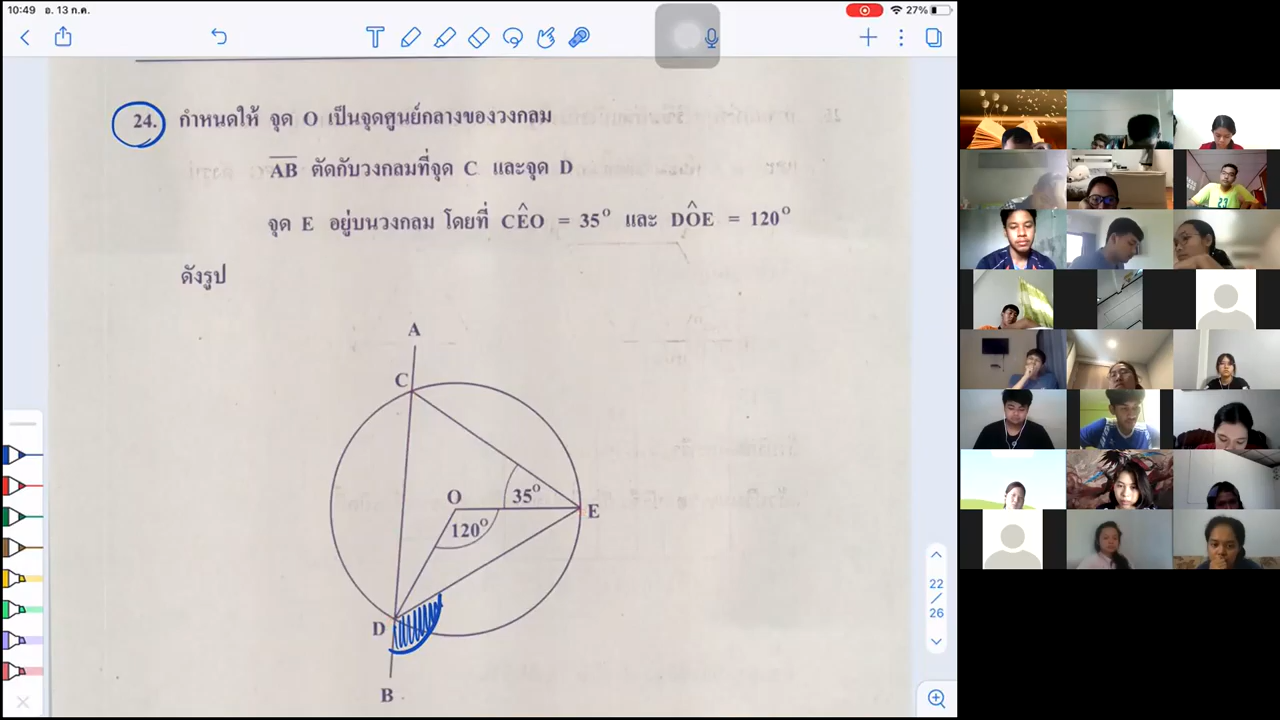 10:49 อ. 13 ก.ค.
27%
24. กำหนดให้ จุด O เป็นจุดศูนย์กลางของวงกลม
AB ตัดกับวงกลมที่จุด C และจุด D
จุด E อยู่บนวงกลม โดยที่ CÊO = 35° และ DÔE = 120°
ดังรูป
A
C
O
35°
E
120°
D
B
22
/
26